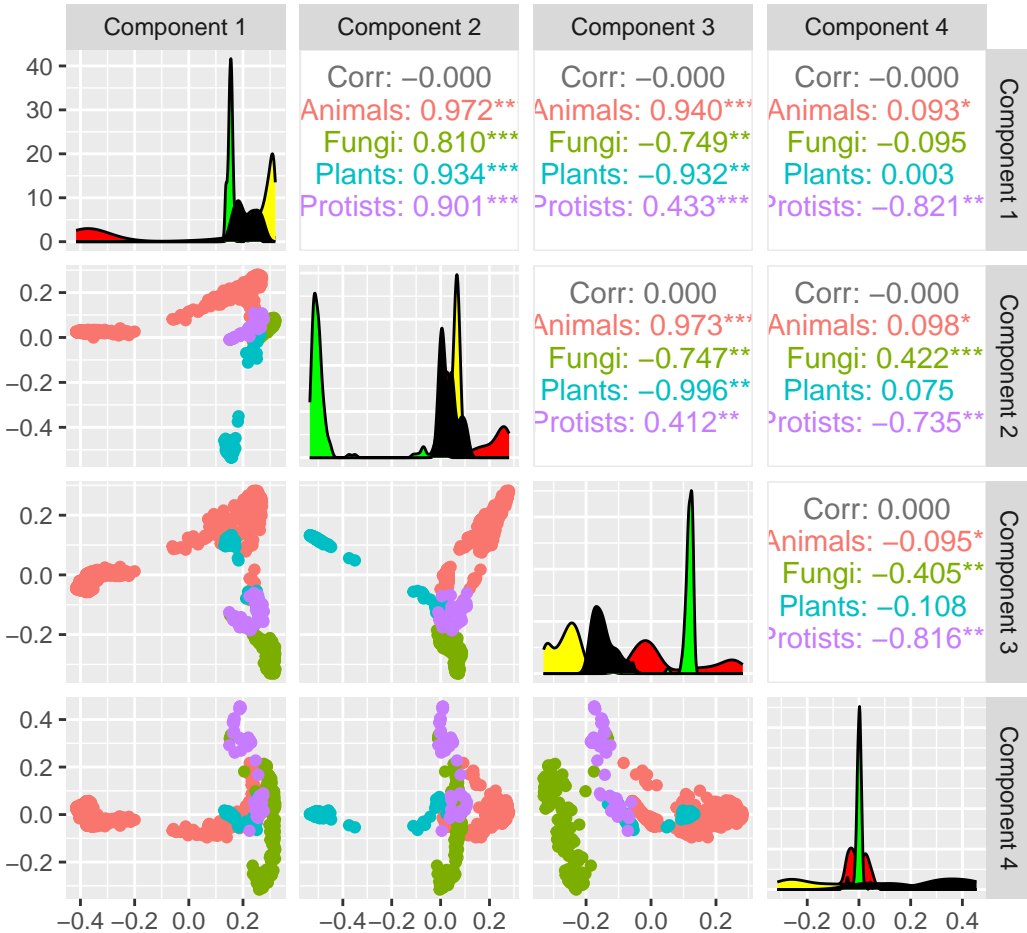 Component 1 Component 2 Component 3 Component 4
40
30
20
10
0
Corr: −0.000
Animals: 0.972**
Fungi: 0.810***
Plants: 0.934***
Protists: 0.901***
Corr: −0.000
Animals: 0.940***
Fungi: −0.749**
Plants: −0.932**
Protists: 0.433***
Corr: −0.000
Animals: 0.093*
Fungi: −0.095
Plants: 0.003
Protists: −0.821**
Component 1
0.2
0.0
−0.2
−0.4
Corr: 0.000
Animals: 0.973***
Fungi: −0.747**
Plants: −0.996**
Protists: 0.412**
Corr: −0.000
Animals: 0.098*
Fungi: 0.422***
Plants: 0.075
Protists: −0.735**
Component 2
0.2
0.0
−0.2
Corr: 0.000
Animals: −0.095*
Fungi: −0.405**
Plants: −0.108
Protists: −0.816**
Component 3
0.4
0.2
0.0
−0.2
Component 4
−0.4 −0.2 0.0 0.2 −0.4 −0.2 0.0 0.2 −0.2 0.0 0.2 −0.2 0.0 0.2 0.4